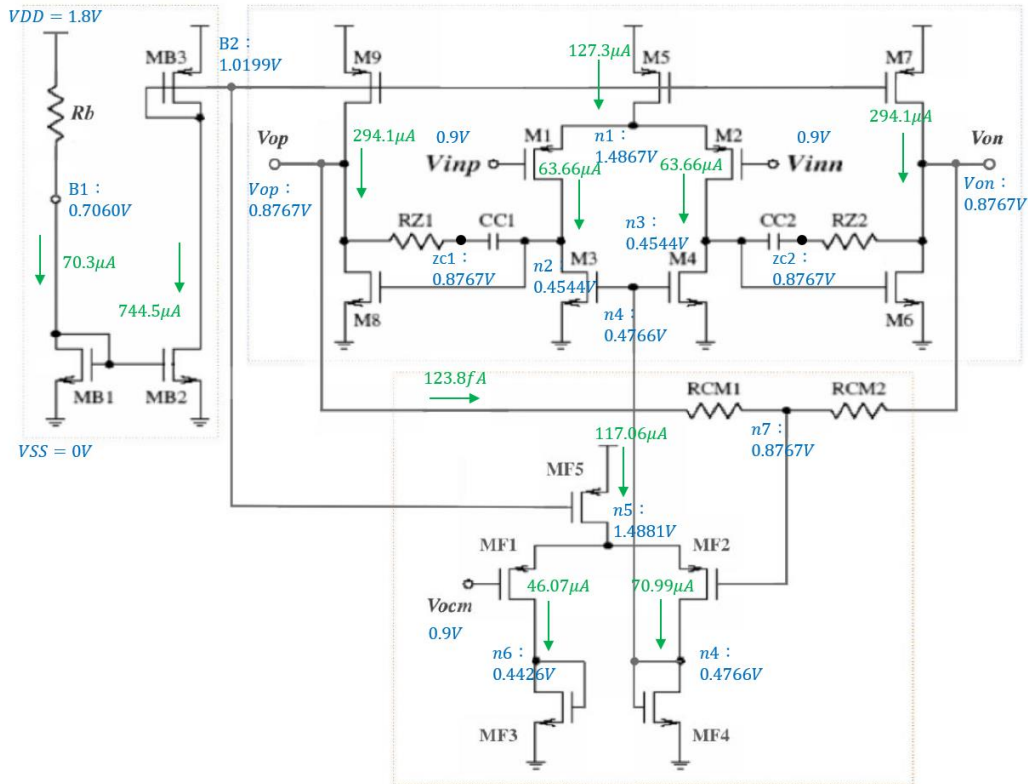 VDD = 1.8V
MB3
B2:
1.0199V
M9
127.3μA
M5
M7
Rb
Vop
294.1μA
0.9V
M1
n1:
1.4867V
M2
0.9V
294.1μA
Von
Vinp
63.66μA
63.66μA
Vinn
B1:
0.7060V
Vop:
0.8767V
Von:
0.8767V
RZ1
CC1
n3:
0.4544V
CC2
RZ2
70.3μA
zc1:
0.8767V
n2:
0.4544V
M3
M4
zc2:
0.8767V
744.5μA
M8
n4:
0.4766V
M6
MB1
MB2
123.8fA
RCM1
RCM2
VSS = 0V
117.06μA
n7:
0.8767V
MF5
n5:
1.4881V
MF1
MF2
46.07μA
70.99μA
Vocm
0.9V
n6:
0.4426V
n4:
0.4766V
MF3
MF4